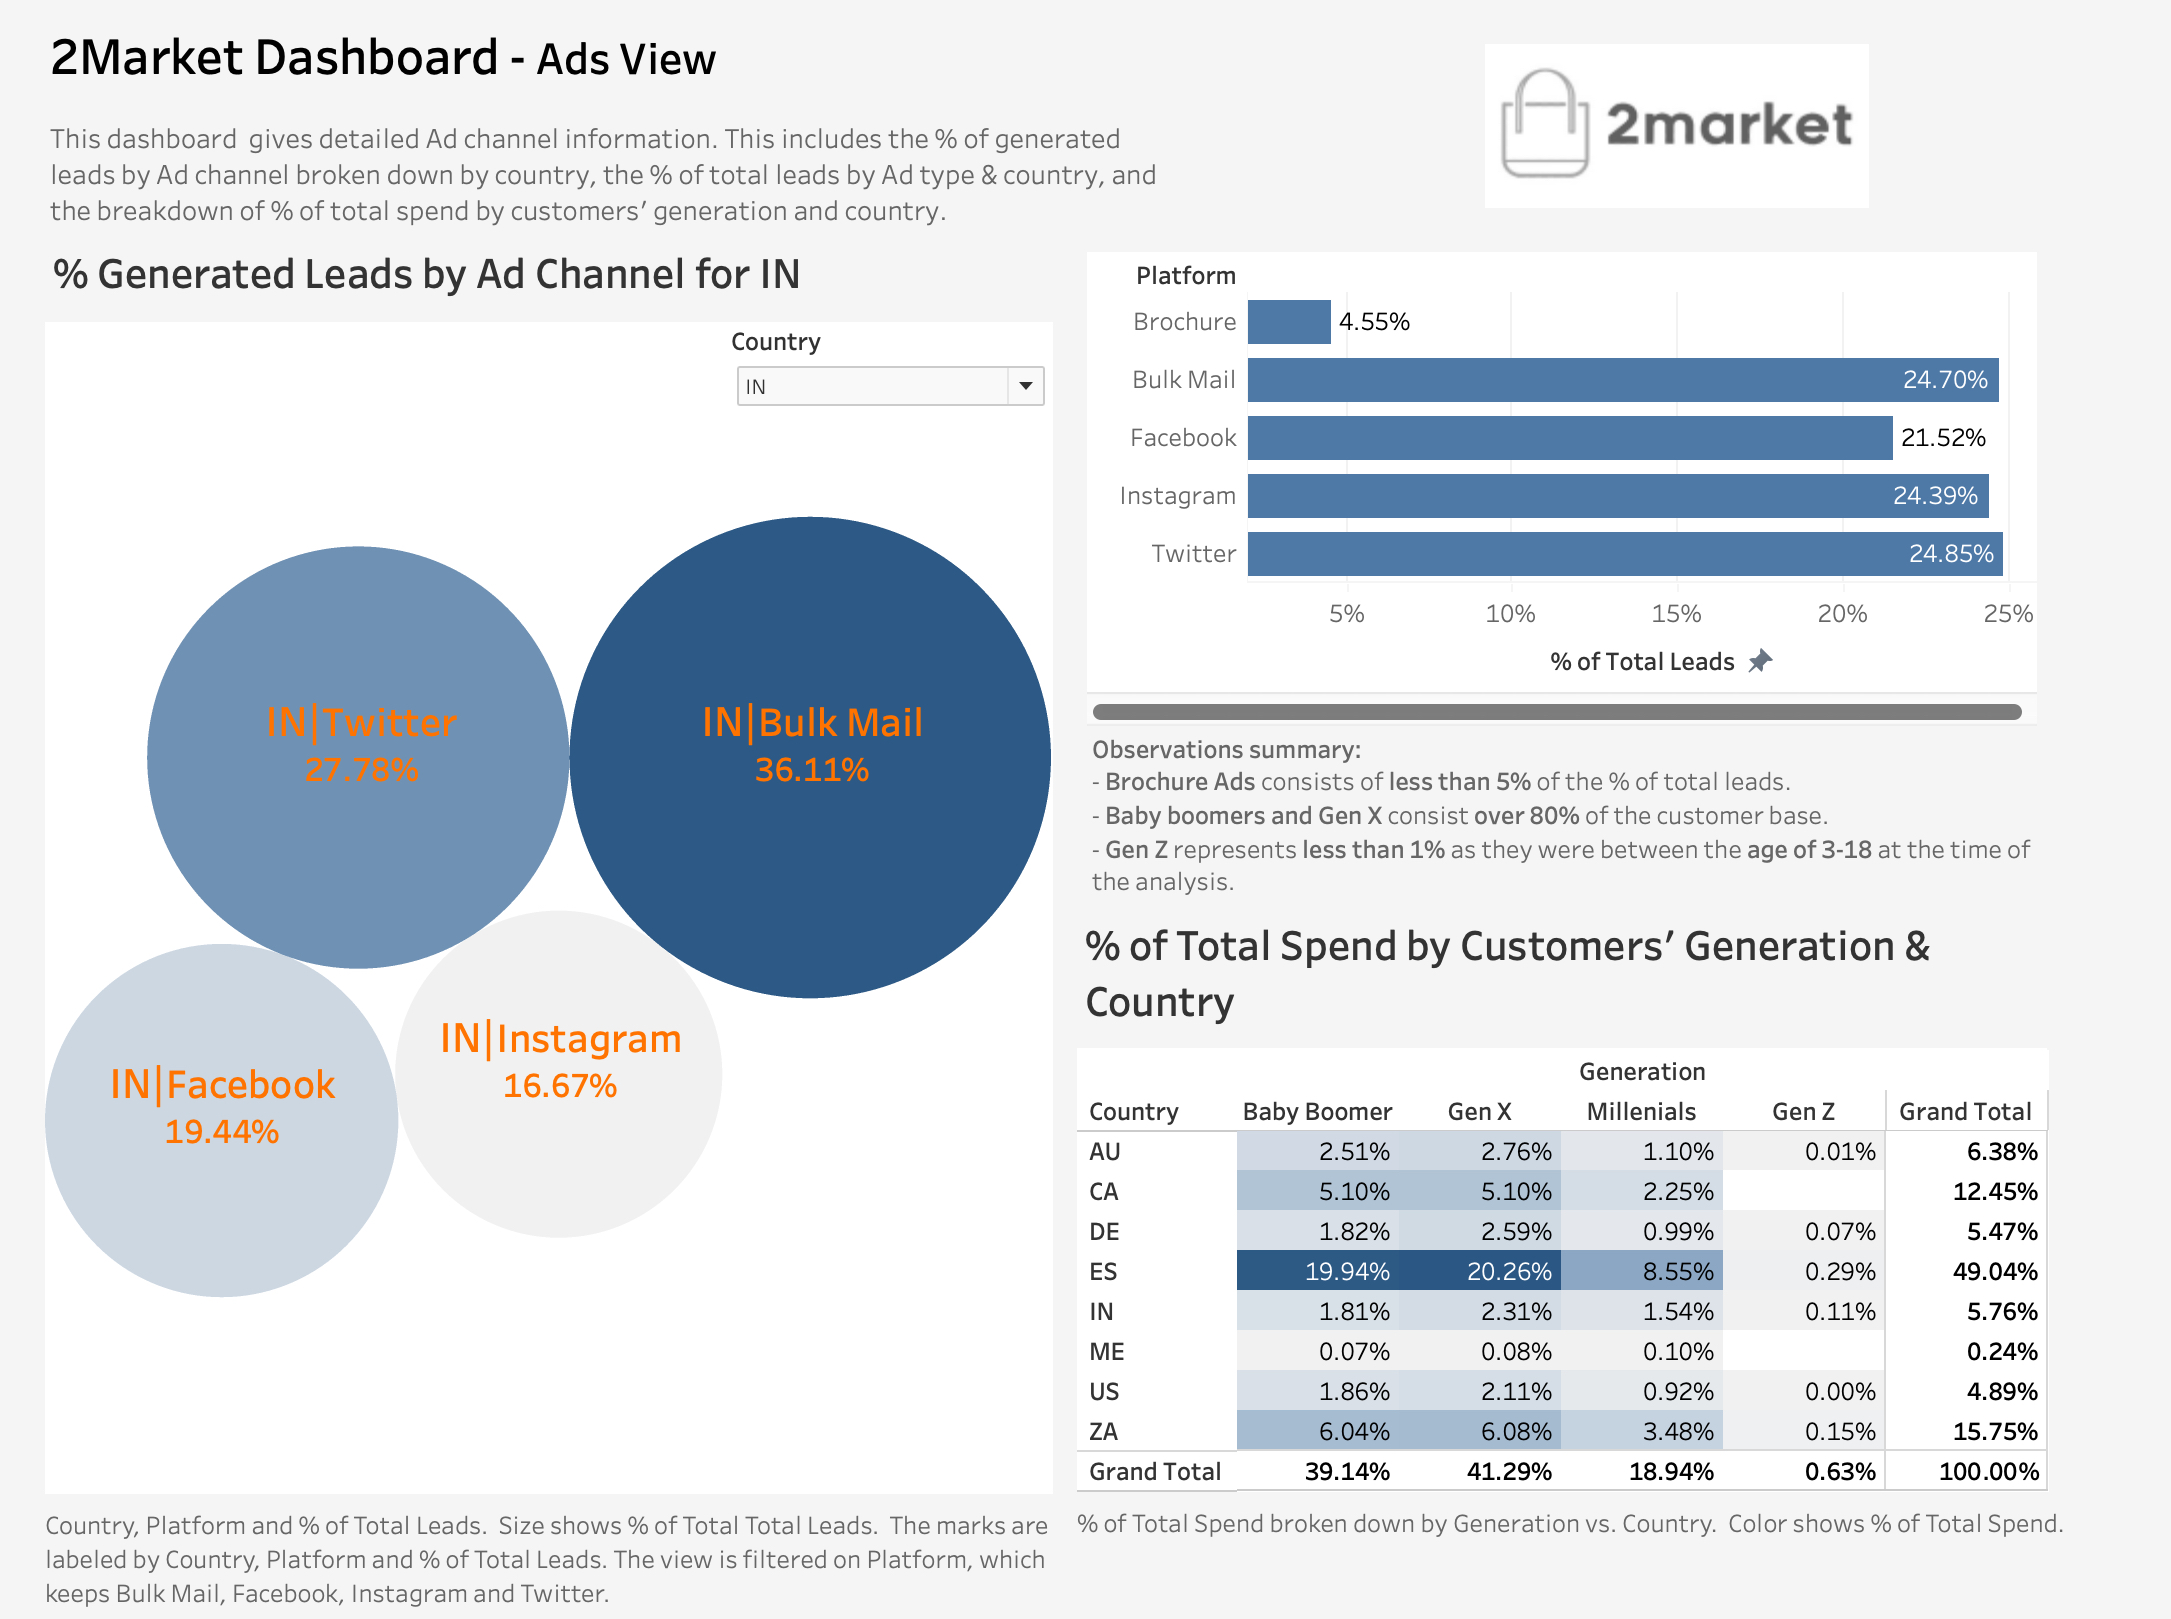 2Market Dashboard - Ads View
2market
This dashboard  gives detailed Ad channel information. This includes the % of generated
leads by Ad channel broken down by country, the % of total leads by Ad type & country, and
the breakdown of % of total spend by customers’ generation and country.
% Generated Leads by Ad Channel for IN
Country
IN
IN|Twitter
27.78%
IN|Bulk Mail
36.11%
IN|Instagram
16.67%
IN|Facebook
19.44%
Country, Platform and % of Total Leads.  Size shows % of Total Total Leads.  The marks are
labeled by Country, Platform and % of Total Leads. The view is filtered on Platform, which
keeps Bulk Mail, Facebook, Instagram and Twitter.
Platform
Brochure 4.55%
Bulk Mail 24.70%
Facebook 21.52%
Instagram 24.39%
Twitter 24.85%
5% 10% 15% 20% 25%
% of Total Leads
Observations summary:
- Brochure Ads consists of less than 5% of the % of total leads.
- Baby boomers and Gen X consist over 80% of the customer base.
- Gen Z represents less than 1% as they were between the age of 3-18 at the time of
the analysis.
% of Total Spend by Customers’ Generation &
Country
Generation
Country Baby Boomer Gen X Millenials Gen Z Grand Total
AU 2.51% 2.76% 1.10% 0.01% 6.38%
CA 5.10% 5.10% 2.25% 12.45%
DE 1.82% 2.59% 0.99% 0.07% 5.47%
ES 19.94% 20.26% 8.55% 0.29% 49.04%
IN 1.81% 2.31% 1.54% 0.11% 5.76%
ME 0.07% 0.08% 0.10% 0.24%
US 1.86% 2.11% 0.92% 0.00% 4.89%
ZA 6.04% 6.08% 3.48% 0.15% 15.75%
Grand Total 39.14% 41.29% 18.94% 0.63% 100.00%
% of Total Spend broken down by Generation vs. Country.  Color shows % of Total Spend.